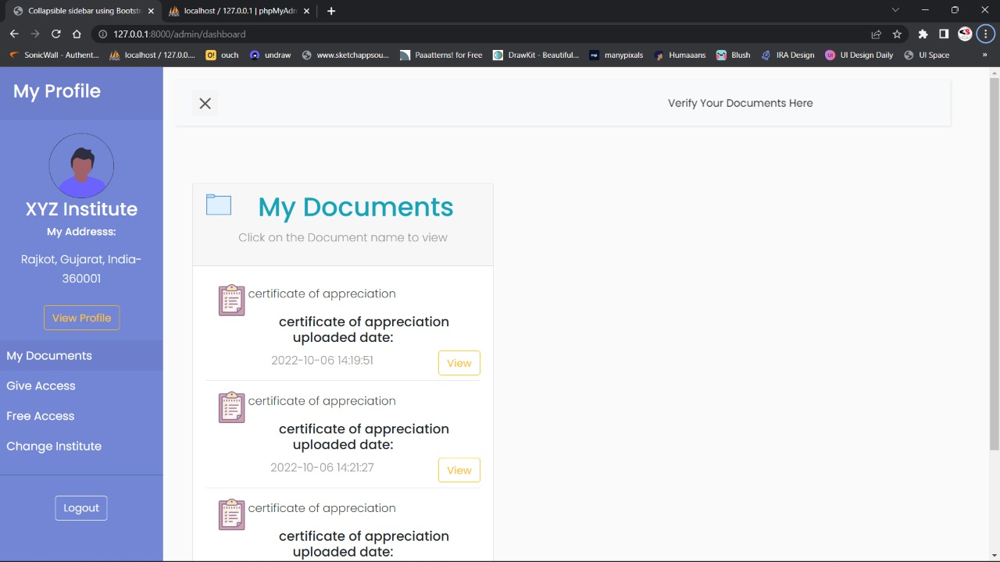 Collapsible sidebar using Bootstr
localhost / 127.0.0.1 | phpMyAdm
127.0.0.1:8000/admin/dashboard
SonicWall - Authent...
localhost / 127.0.0....
O! ouch
undraw
www.sketchappsou...
Paaatterns! for Free
DrawKit - Beautiful...
manypixals
Humaaans
Blush
IRA Design
UI Design Daily
UI Space
»
My Profile
Verify Your Documents Here
XYZ Institute
My Addresss:
Rajkot, Gujarat, India-
360001
View Profile
My Documents
Give Access
Free Access
Change Institute
Logout
My Documents
Click on the Document name to view
certificate of appreciation
certificate of appreciation
uploaded date:
2022-10-06 14:19:51
View
certificate of appreciation
certificate of appreciation
uploaded date:
2022-10-06 14:21:27
View
certificate of appreciation
certificate of appreciation
uploaded date: